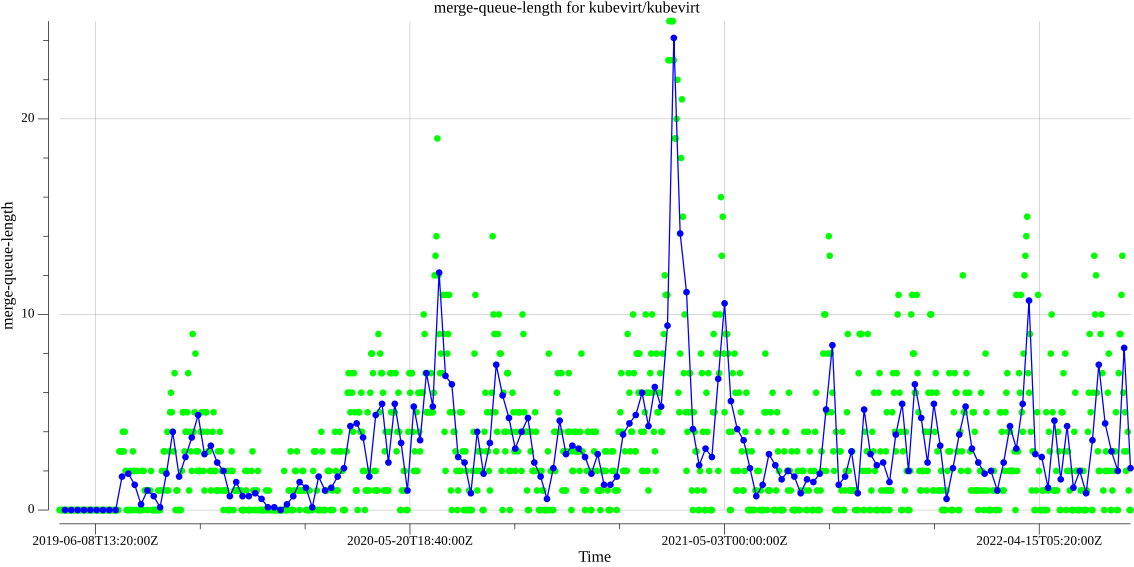 merge-queue-length for kubevirt/kubevirt
merge-queue-length
20
10
0
2019-06-08T13:20:00Z
2020-05-20T18:40:00Z
2021-05-03T00:00:00Z
2022-04-15T05:20:00Z
Time